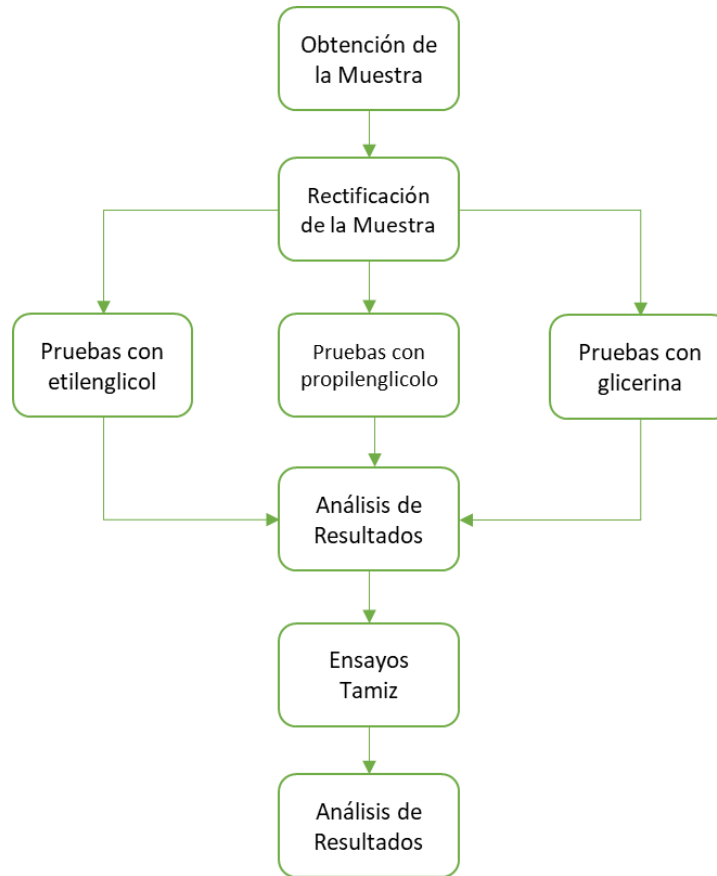 Obtención de
la Muestra
Rectificación
de la Muestra
Pruebas con
etilenglicol
Pruebas con
propilenglicolo
Pruebas con
glicerina
Análisis de
Resultados
Ensayos
Tamiz
Análisis de
Resultados